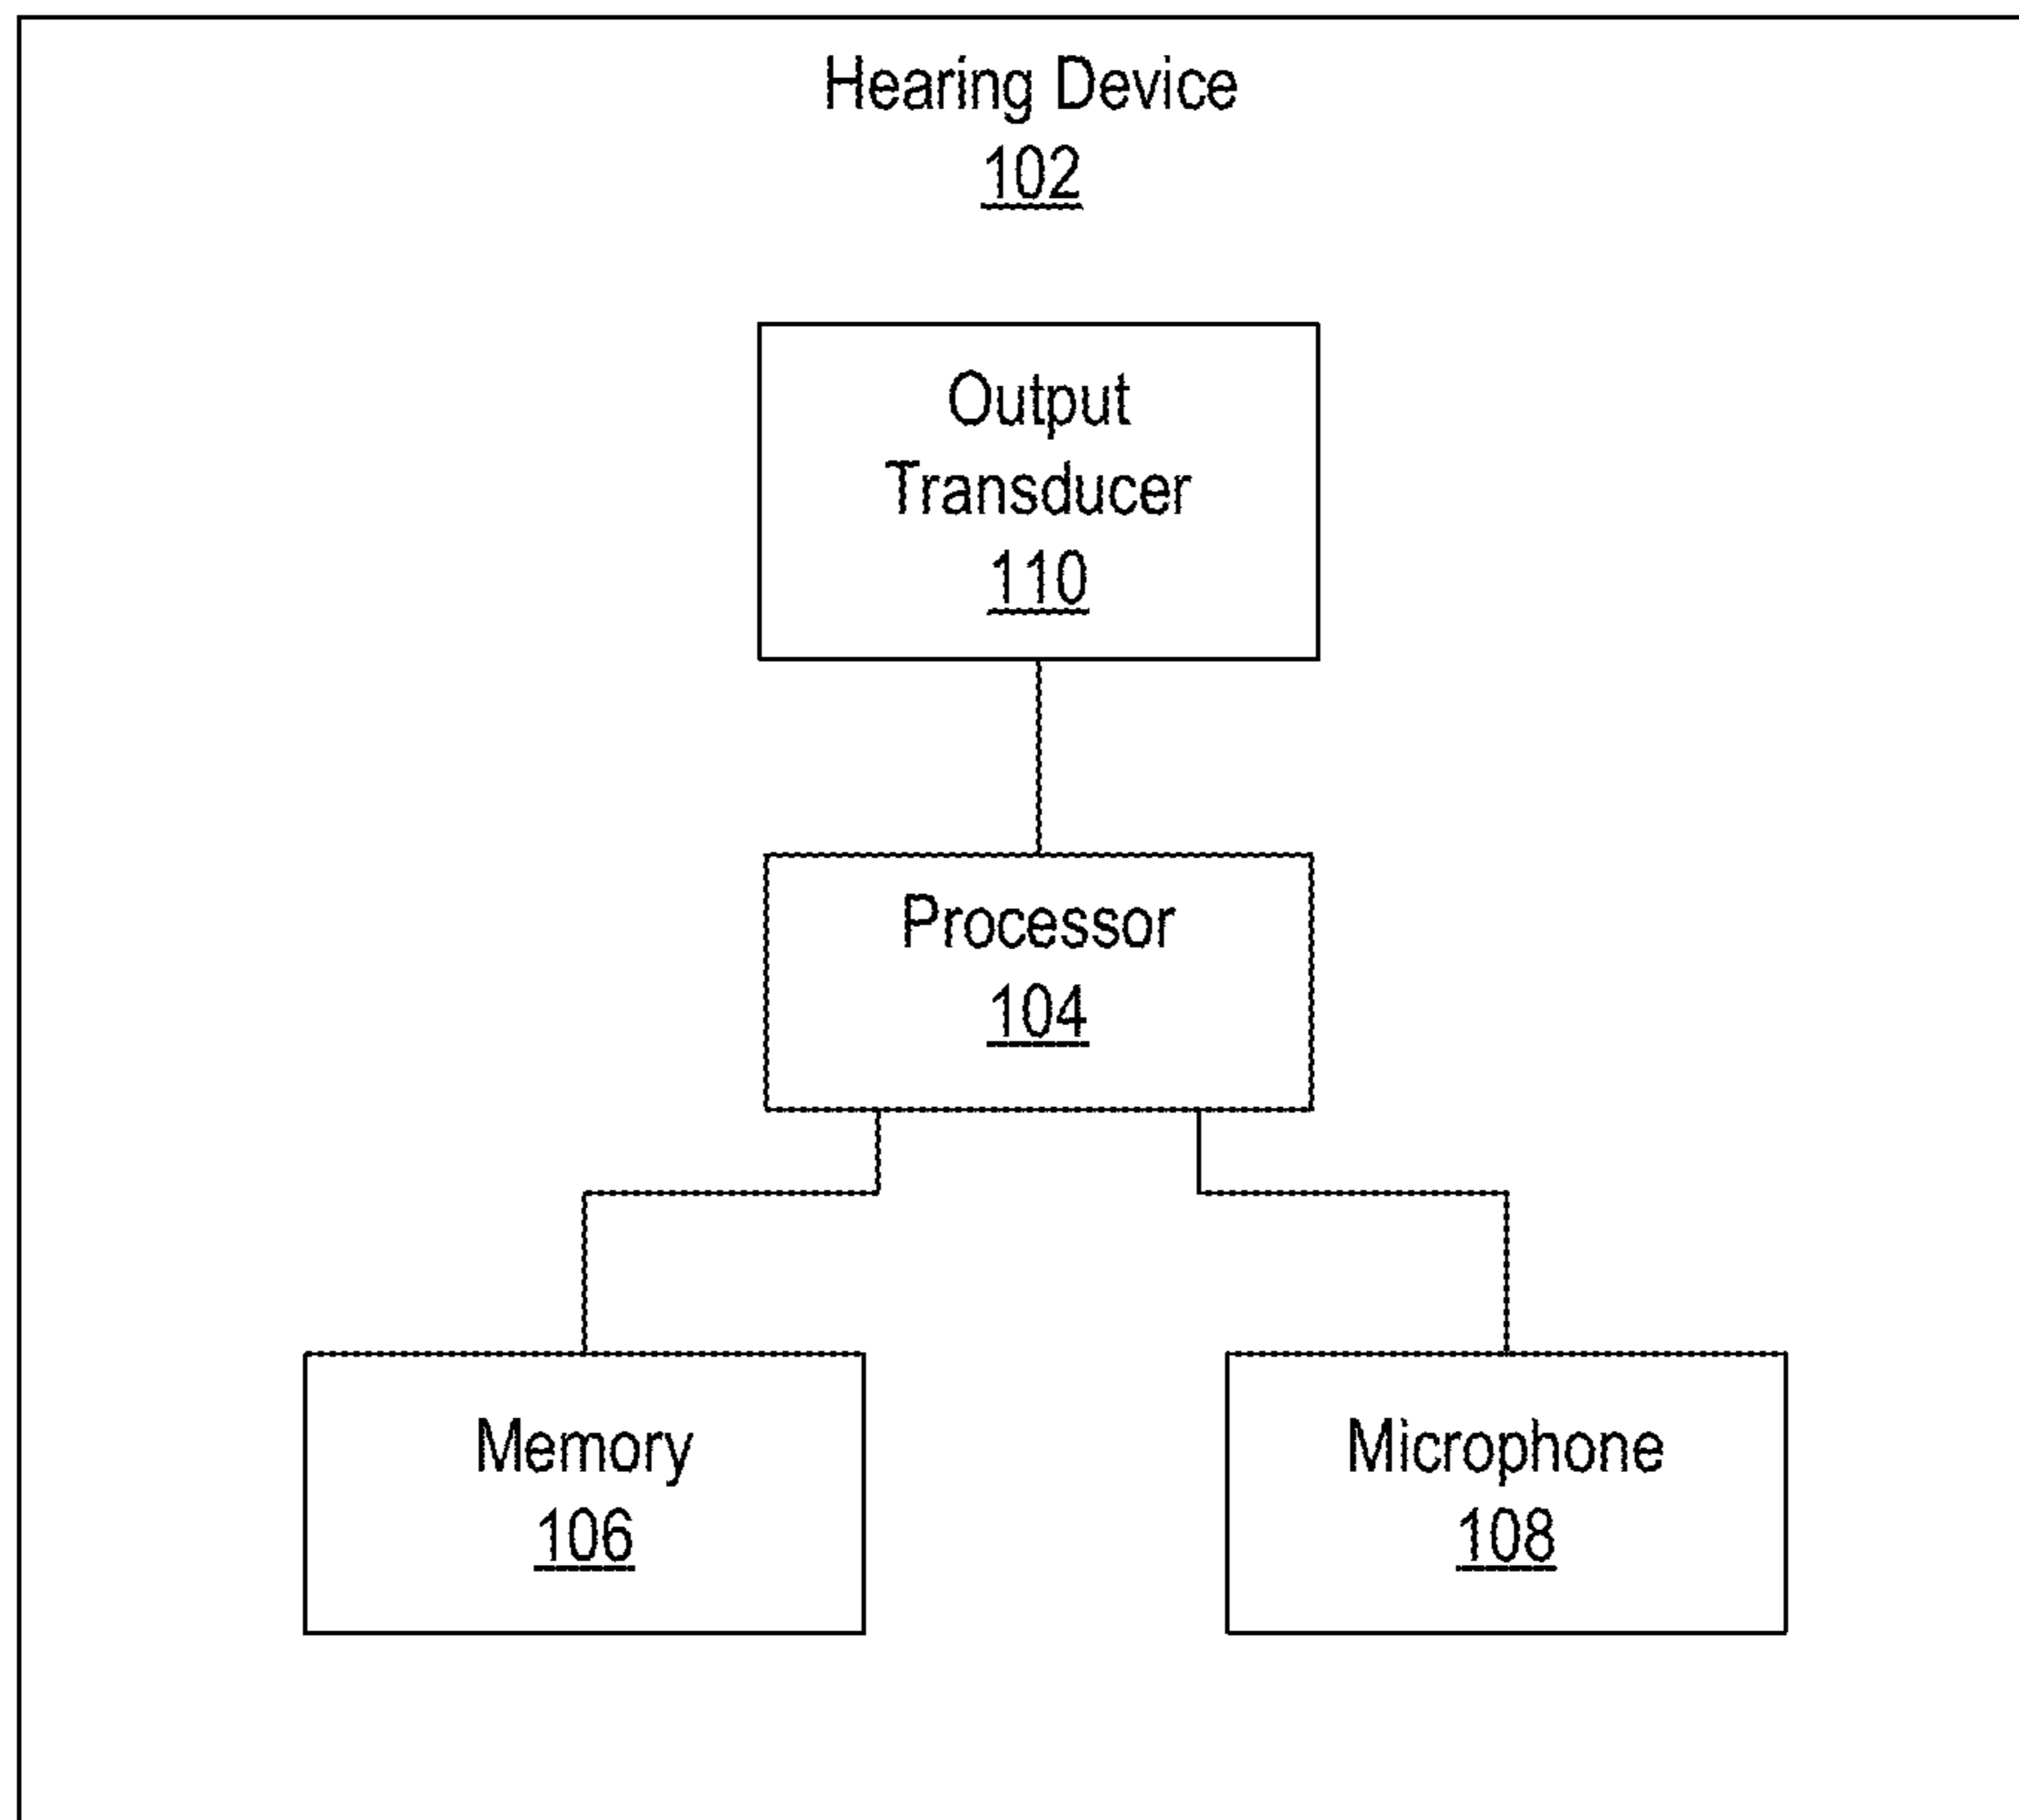 Hearing Device
102
Output
Transducer
110
Processor
104
Memory
106
Microphone
108